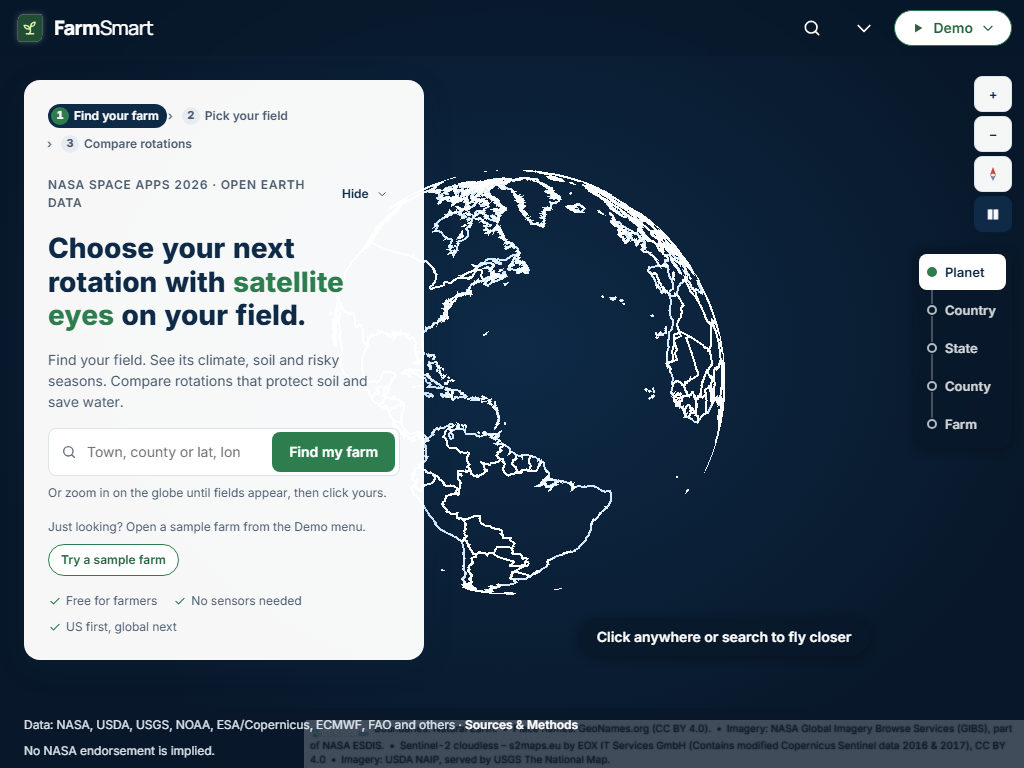 FarmSmart
Demo
1 Find your farm › 2 Pick your field
› 3 Compare rotations
NASA SPACE APPS 2026 · OPEN EARTH
DATA
Hide
Choose your next
rotation with satellite
eyes on your field.
Find your field. See its climate, soil and risky
seasons. Compare rotations that protect soil and
save water.
Town, county or lat, lon
Find my farm
Or zoom in on the globe until fields appear, then click yours.
Just looking? Open a sample farm from the Demo menu.
Try a sample farm
✓ Free for farmers ✓ No sensors needed
✓ US first, global next
+
−
Planet
Country
State
County
Farm
Click anywhere or search to fly closer
Data: NASA, USDA, USGS, NOAA, ESA/Copernicus, ECMWF, FAO and others · Sources & Methods
No NASA endorsement is implied.
GeoNames.org (CC BY 4.0). • Imagery: NASA Global Imagery Browse Services (GIBS), part
of NASA ESDIS. • Sentinel-2 cloudless – s2maps.eu by EOX IT Services GmbH (Contains modified Copernicus Sentinel data 2016 & 2017), CC BY
4.0 • Imagery: USDA NAIP, served by USGS The National Map.